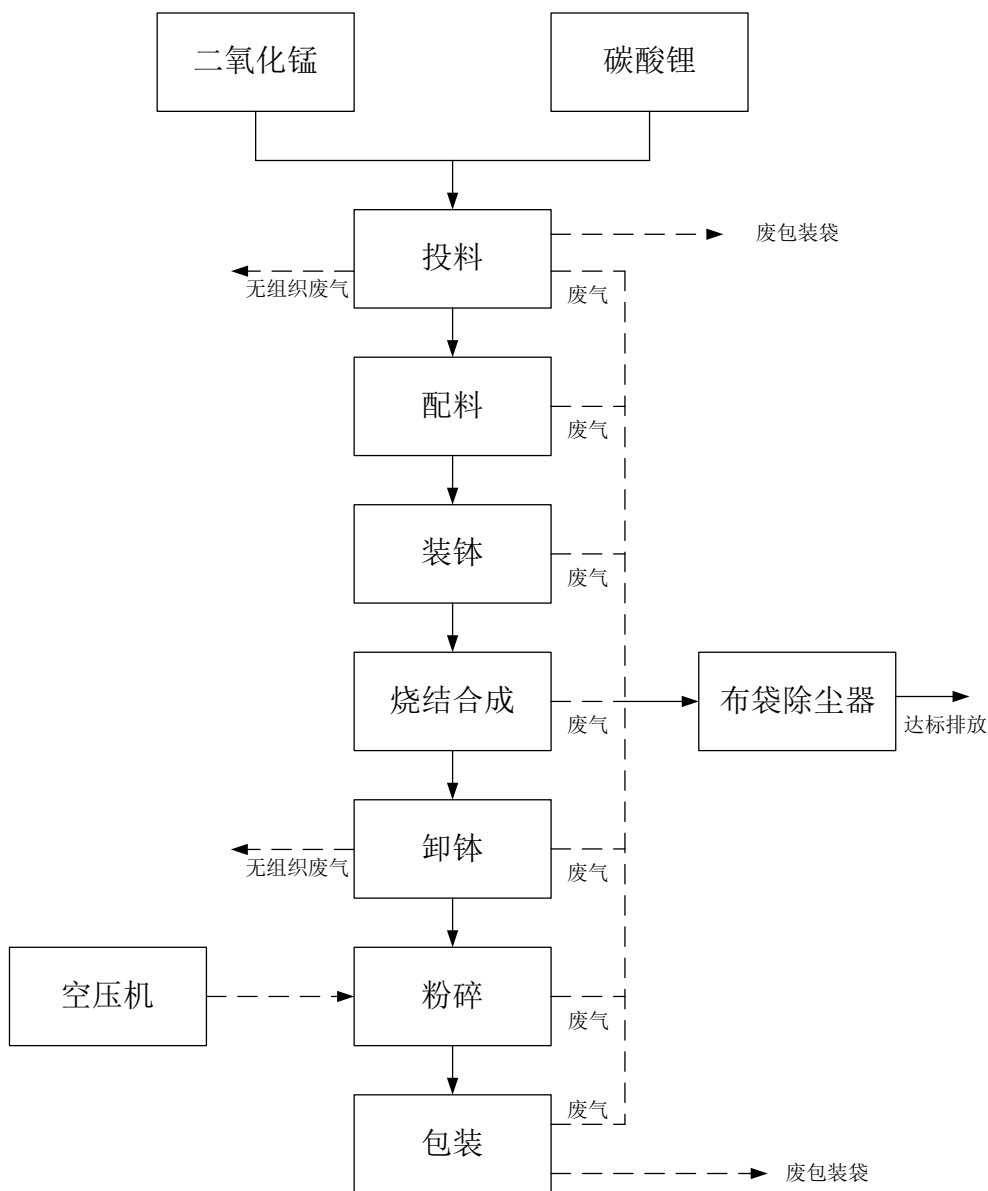 二氧化锰
碳酸锂
投料
废包装袋
无组织废气
废气
配料
废气
装钵
废气
烧结合成
废气
布袋除尘器
达标排放
卸钵
无组织废气
废气
空压机
粉碎
废气
包装
废气
废包装袋